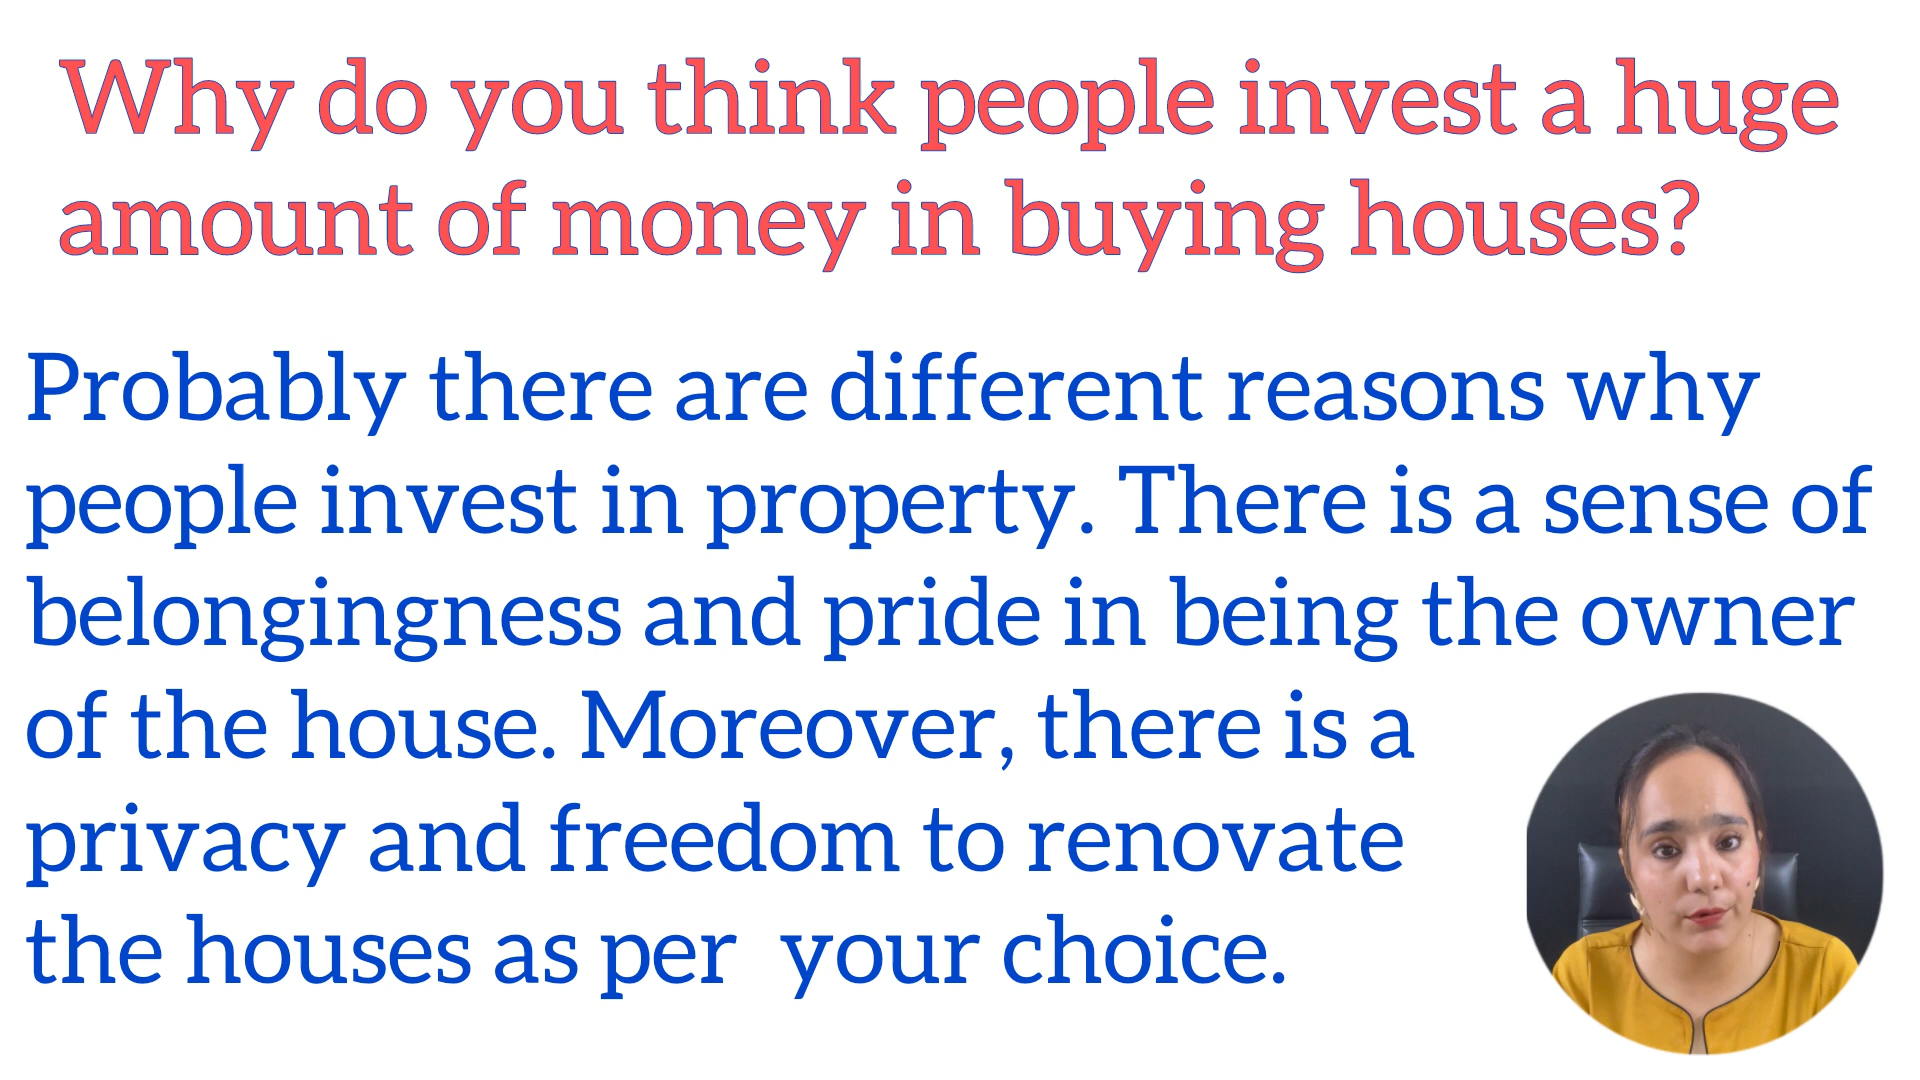 Why do you think people invest a huge
amount of money in buying houses?
Probably there are different reasons why
people invest in property. There is a sense of
belongingness and pride in being the owner
of the house. Moreover, there is a
privacy and freedom to renovate
the houses as per  your choice.